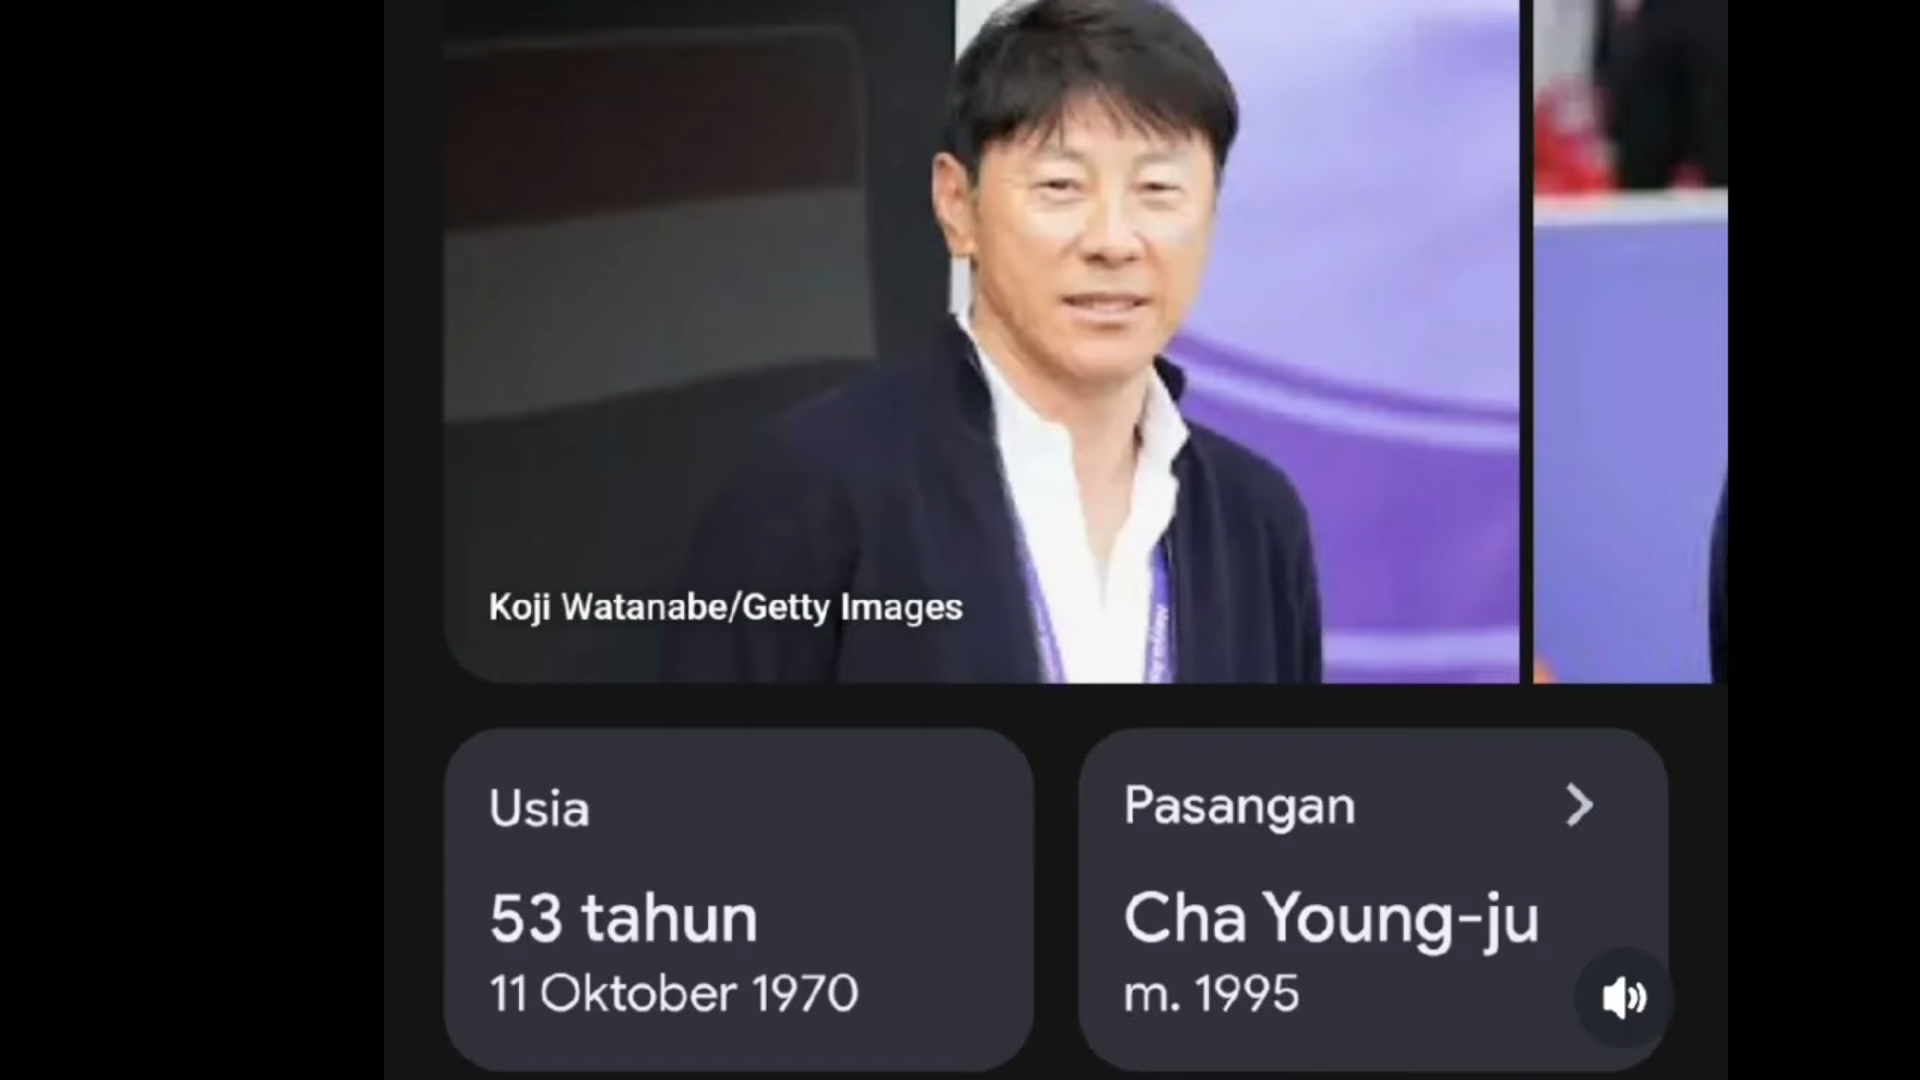 Koji Watanabe/Getty Images
Usia
53 tahun
11 Oktober 1970
Pasangan
Cha Young-ju
m. 1995